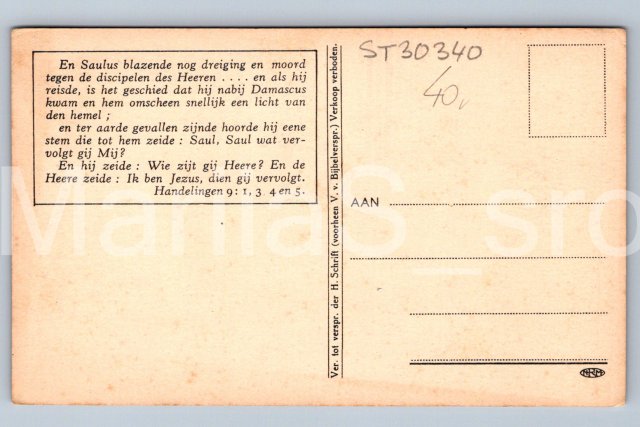 En Saulus blazende nog dreiging en moord
tegen de discipelen des Heeren .... en als hij
reisde, is het geschied dat hij nabij Damascus
kwam en hem omscheen snellijk een licht van
den hemel ;
en ter aarde gevallen zijnde hoorde hij eene
stem die tot hem zeide : Saul, Saul wat ver-
volgt gij Mij?
En hij zeide : Wie zijt gij Heere? En de
Heere zeide : Ik ben Jezus, dien gij vervolgt.
Handelingen 9: 1, 3 4 en 5.
Ver. tot verspr. der H. Schrift (voorheen V. v. Bijbelverspr.) Verkoop verboden.
ST30340
40,
AAN